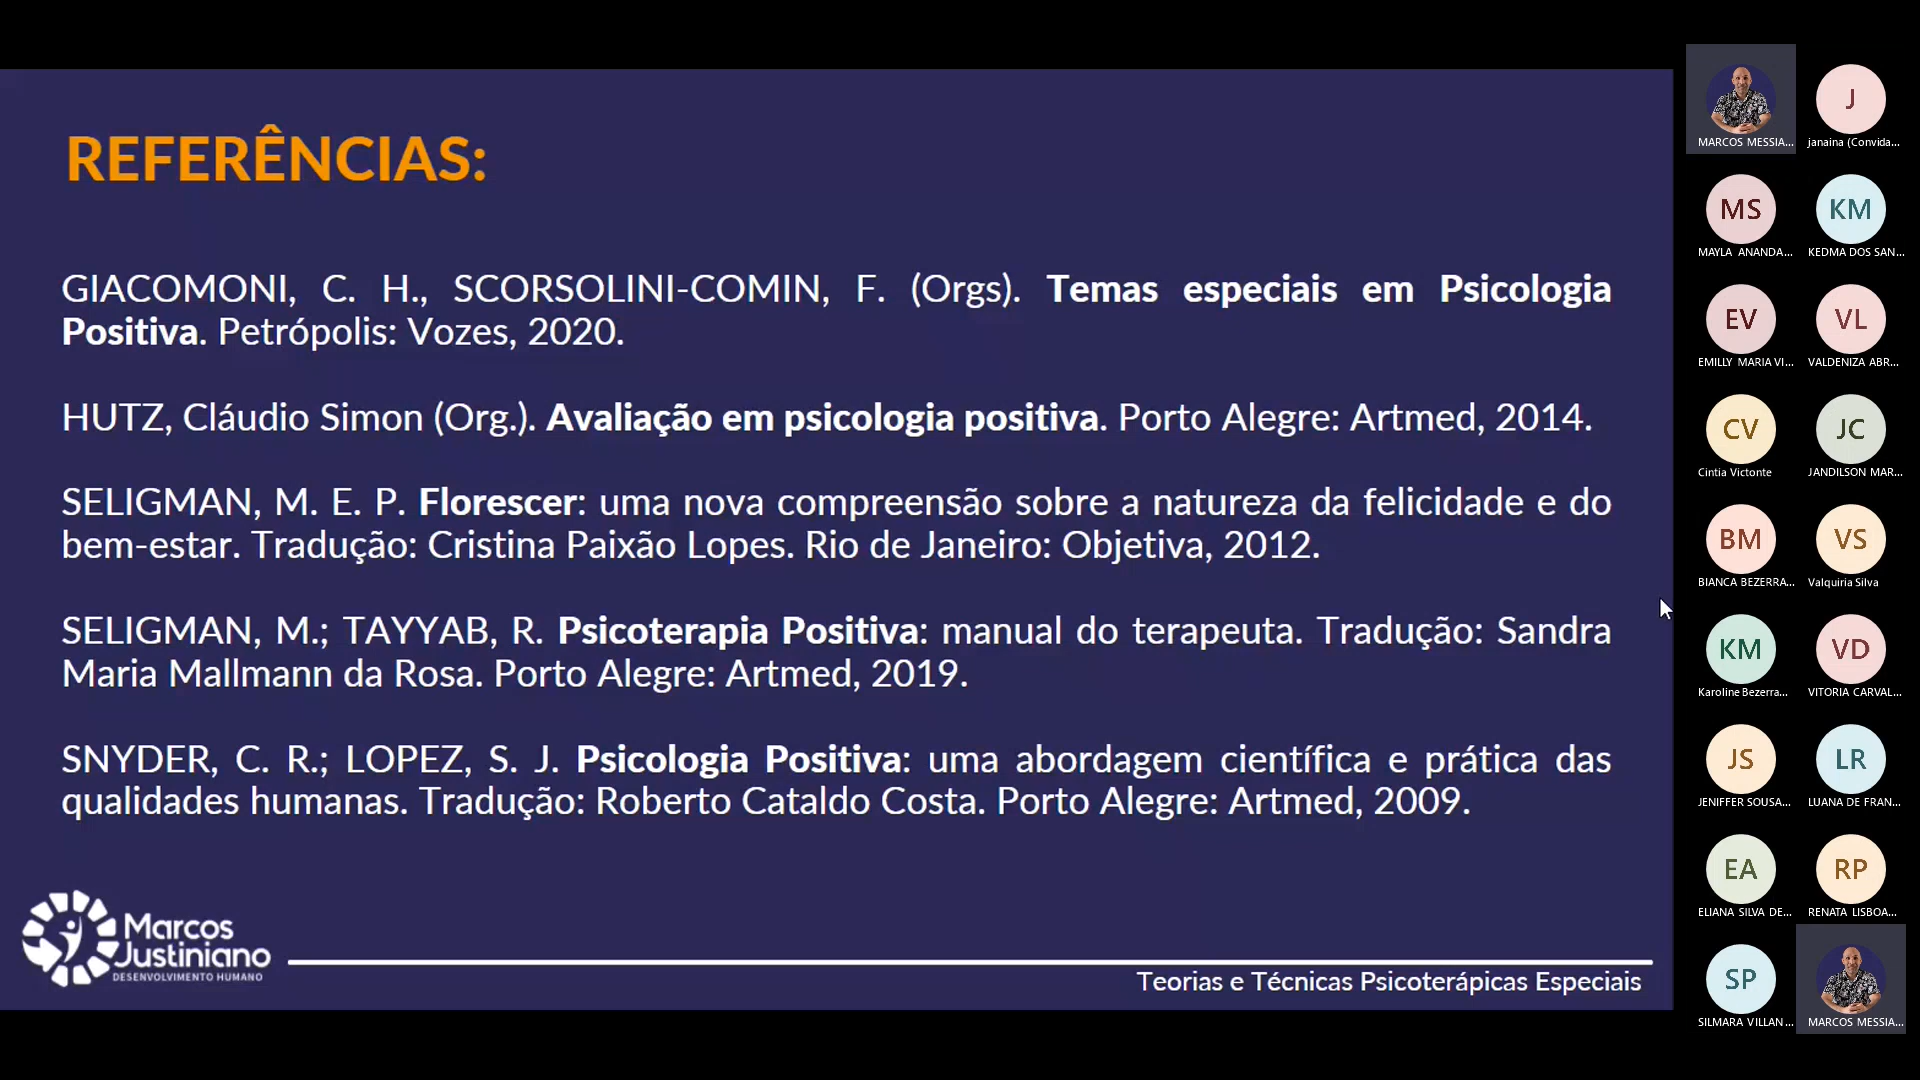 REFERÊNCIAS:
GIACOMONI, C. H., SCORSOLINI-COMIN, F. (Orgs). Temas especiais em Psicologia
Positiva. Petrópolis: Vozes, 2020.
HUTZ, Cláudio Simon (Org.). Avaliação em psicologia positiva. Porto Alegre: Artmed, 2014.
SELIGMAN, M. E. P. Florescer: uma nova compreensão sobre a natureza da felicidade e do
bem-estar. Tradução: Cristina Paixão Lopes. Rio de Janeiro: Objetiva, 2012.
SELIGMAN, M.; TAYYAB, R. Psicoterapia Positiva: manual do terapeuta. Tradução: Sandra
Maria Mallmann da Rosa. Porto Alegre: Artmed, 2019.
SNYDER, C. R.; LOPEZ, S. J. Psicologia Positiva: uma abordagem científica e prática das
qualidades humanas. Tradução: Roberto Cataldo Costa. Porto Alegre: Artmed, 2009.
Marcos
Justiniano
DESENVOLVIMENTO HUMANO
Teorias e Técnicas Psicoterápicas Especiais
MARCOS MESSIA...
J
janaina (Convida...
MS
MAYLA ANANDA...
KM
KEDMA DOS SAN...
EV
EMILLY MARIA VI...
VL
VALDENIZA ABR...
CV
Cintia Victonte
JC
JANDILSON MAR...
BM
BIANCA BEZERRA...
VS
Valquiria Silva
KM
Karoline Bezerra...
VD
VITORIA CARVAL...
JS
JENIFFER SOUSA...
LR
LUANA DE FRAN...
EA
ELIANA SILVA DE...
RP
RENATA LISBOA...
SP
SILMARA VILLAN...
MARCOS MESSIA...